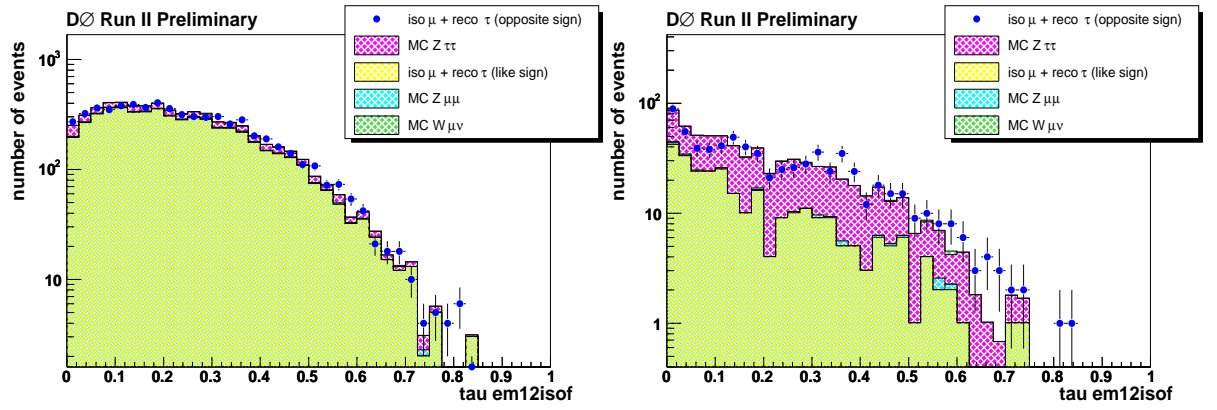 DØ Run II Preliminary
iso μ + reco τ (opposite sign)
MC Z ττ
iso μ + reco τ (like sign)
MC Z μμ
MC W μν
number of events
10³
10²
10
0 0.1 0.2 0.3 0.4 0.5 0.6 0.7 0.8 0.9 1
tau em12isof
DØ Run II Preliminary
iso μ + reco τ (opposite sign)
MC Z ττ
iso μ + reco τ (like sign)
MC Z μμ
MC W μν
number of events
10²
10
1
0 0.1 0.2 0.3 0.4 0.5 0.6 0.7 0.8 0.9 1
tau em12isof